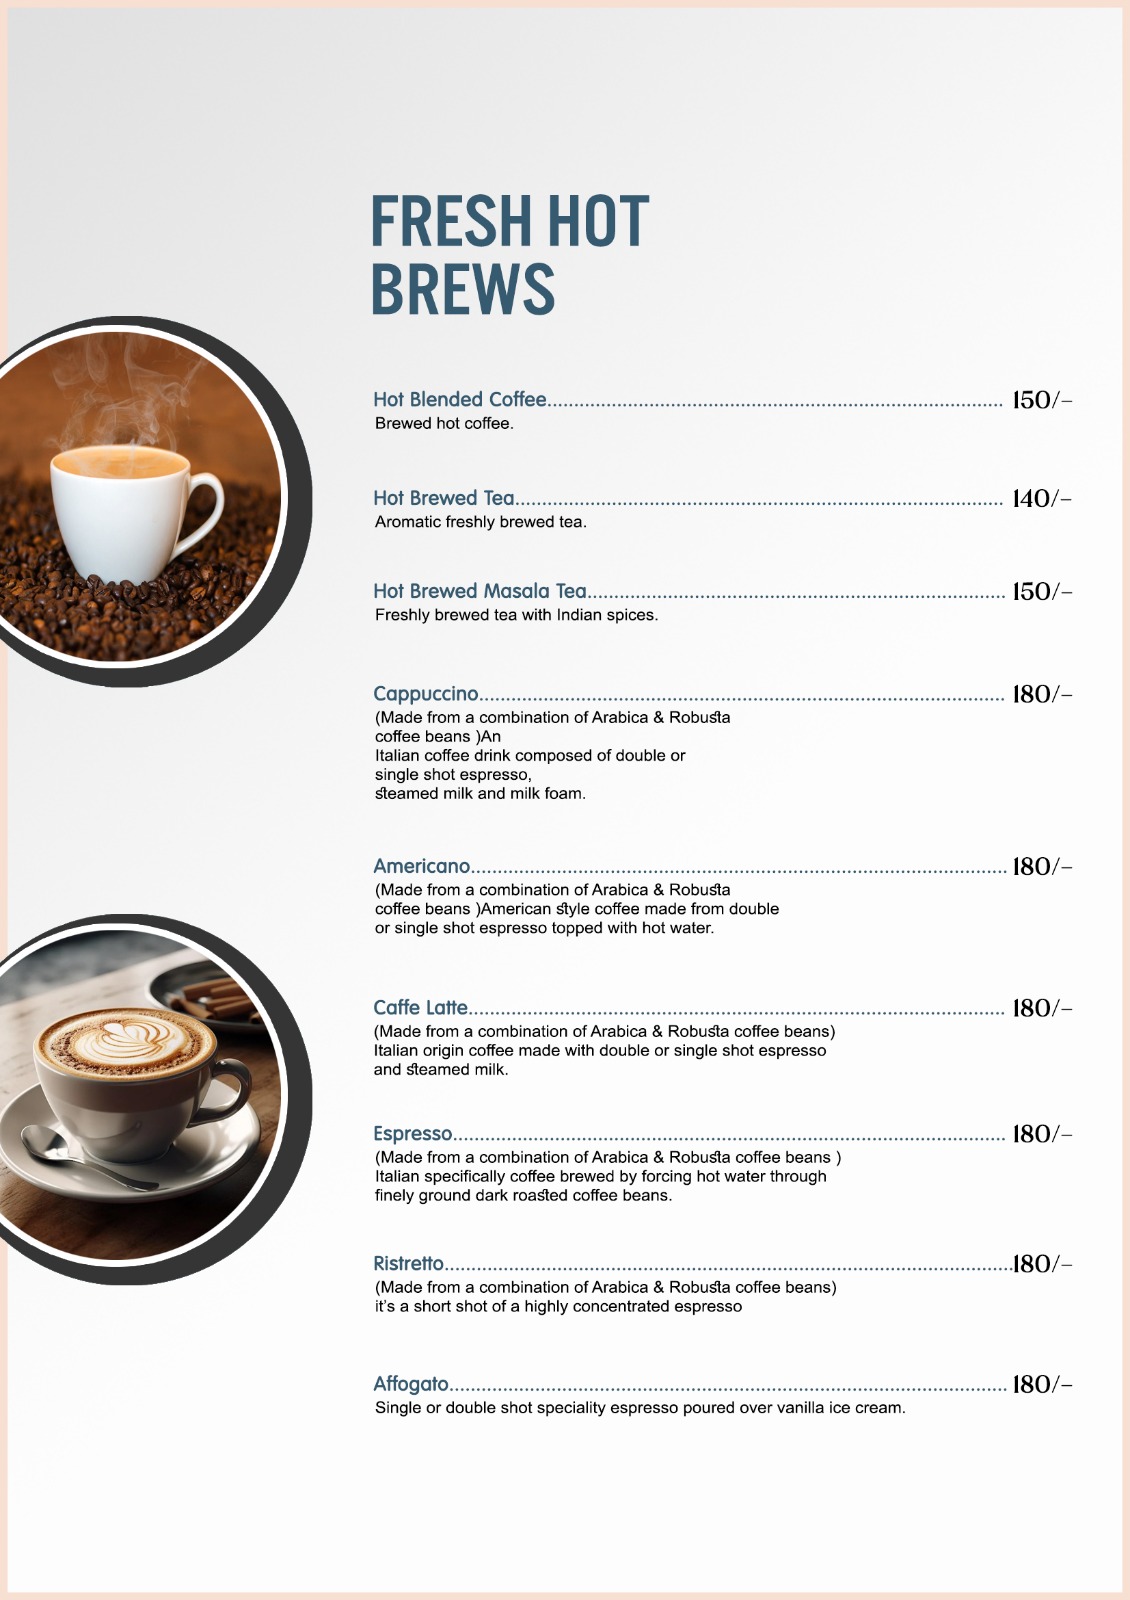 FRESH HOT
BREWS
Hot Blended Coffee........................................................................................ 150/-
Brewed hot coffee.
Hot Brewed Tea.............................................................................................. 140/-
Aromatic freshly brewed tea.
Hot Brewed Masala Tea................................................................................ 150/-
Freshly brewed tea with Indian spices.
Cappuccino..................................................................................................... 180/-
(Made from a combination of Arabica & Robusta
coffee beans )An
Italian coffee drink composed of double or
single shot espresso,
steamed milk and milk foam.
Americano....................................................................................................... 180/-
(Made from a combination of Arabica & Robusta
coffee beans )American style coffee made from double
or single shot espresso topped with hot water.
Caffe Latte....................................................................................................... 180/-
(Made from a combination of Arabica & Robusta coffee beans)
Italian origin coffee made with double or single shot espresso
and steamed milk.
Espresso.......................................................................................................... 180/-
(Made from a combination of Arabica & Robusta coffee beans )
Italian specifically coffee brewed by forcing hot water through
finely ground dark roasted coffee beans.
Ristretto.............................................................................................................180/-
(Made from a combination of Arabica & Robusta coffee beans)
it's a short shot of a highly concentrated espresso
Affogato........................................................................................................... 180/-
Single or double shot speciality espresso poured over vanilla ice cream.